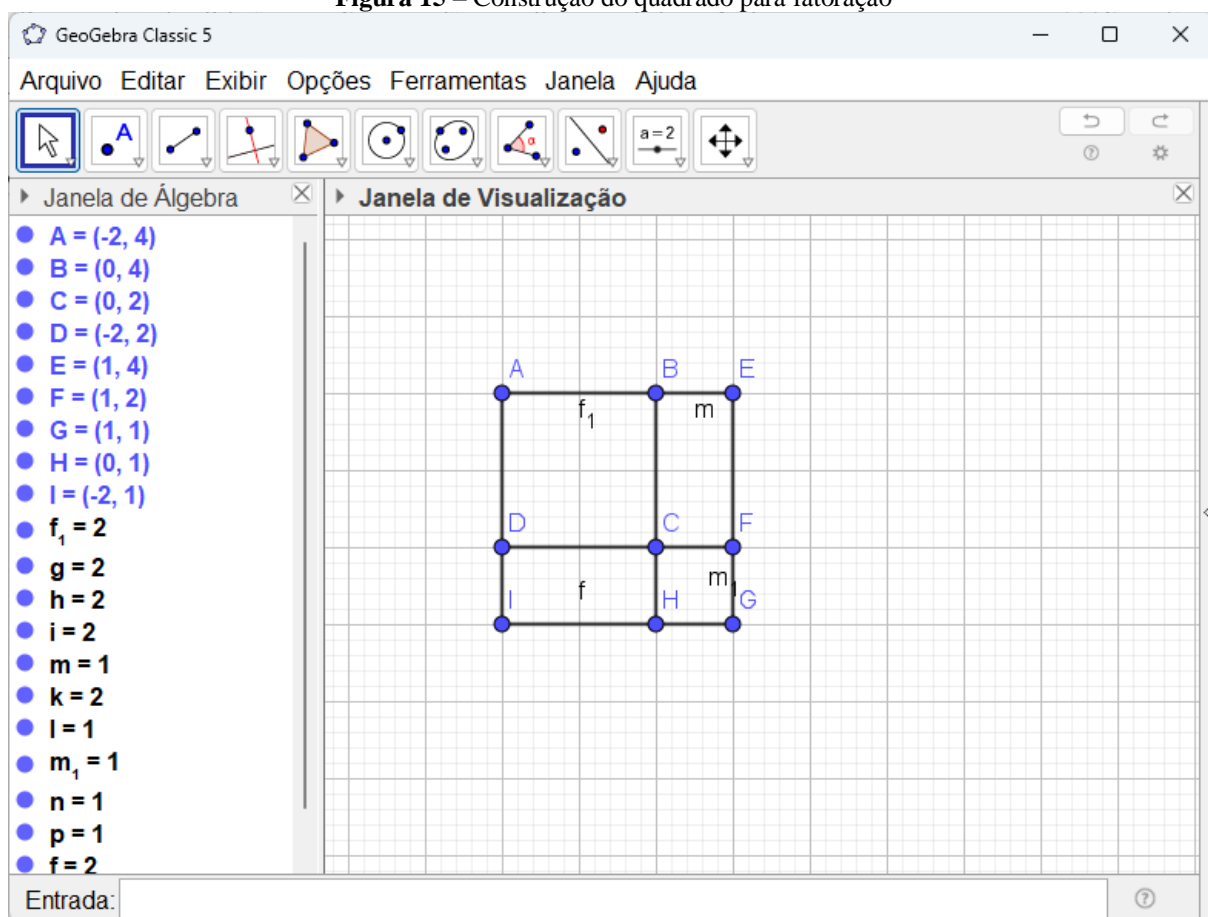 Figura 15 – Construção do quadrado para fatoração
GeoGebra Classic 5
Arquivo Editar Exibir Opções Ferramentas Janela Ajuda
A α a=2
Janela de Álgebra
Janela de Visualização
A = (-2, 4)
B = (0, 4)
C = (0, 2)
D = (-2, 2)
E = (1, 4)
F = (1, 2)
G = (1, 1)
H = (0, 1)
I = (-2, 1)
f₁ = 2
g = 2
h = 2
i = 2
m = 1
k = 2
l = 1
m₁ = 1
n = 1
p = 1
f = 2
A B E
f₁ m
D C F
f m₁
I H G
Entrada: